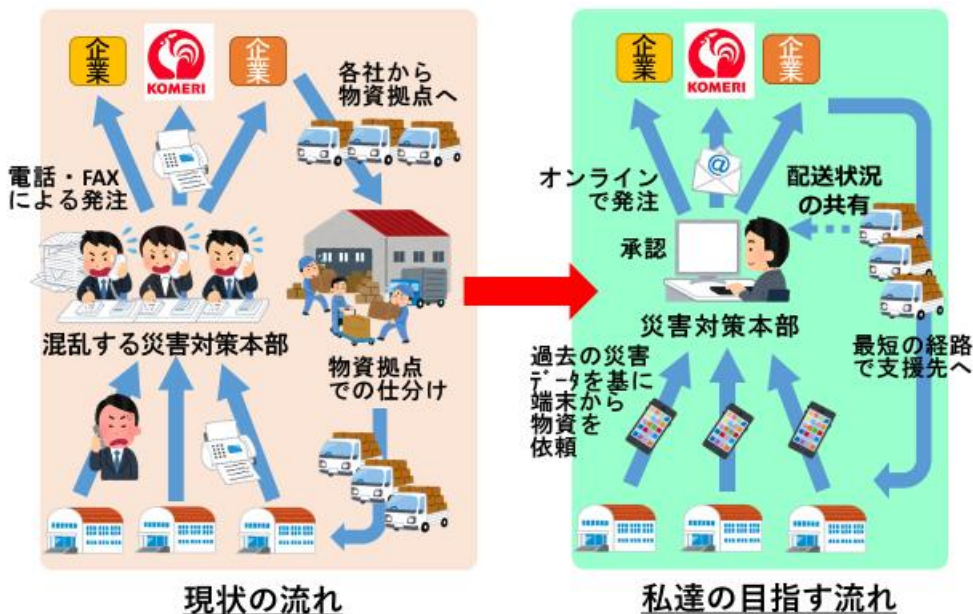 企業
KOMERI
企業
各社から
物資拠点へ
電話・FAX
による発注
混乱する災害対策本部
物資拠点
での仕分け
現状の流れ
企業
KOMERI
企業
オンライン
で発注
@
配送状況
の共有
承認
災害対策本部
過去の災害
データを基に
端末から
物資を
依頼
最短の経路
で支援先へ
私達の目指す流れ